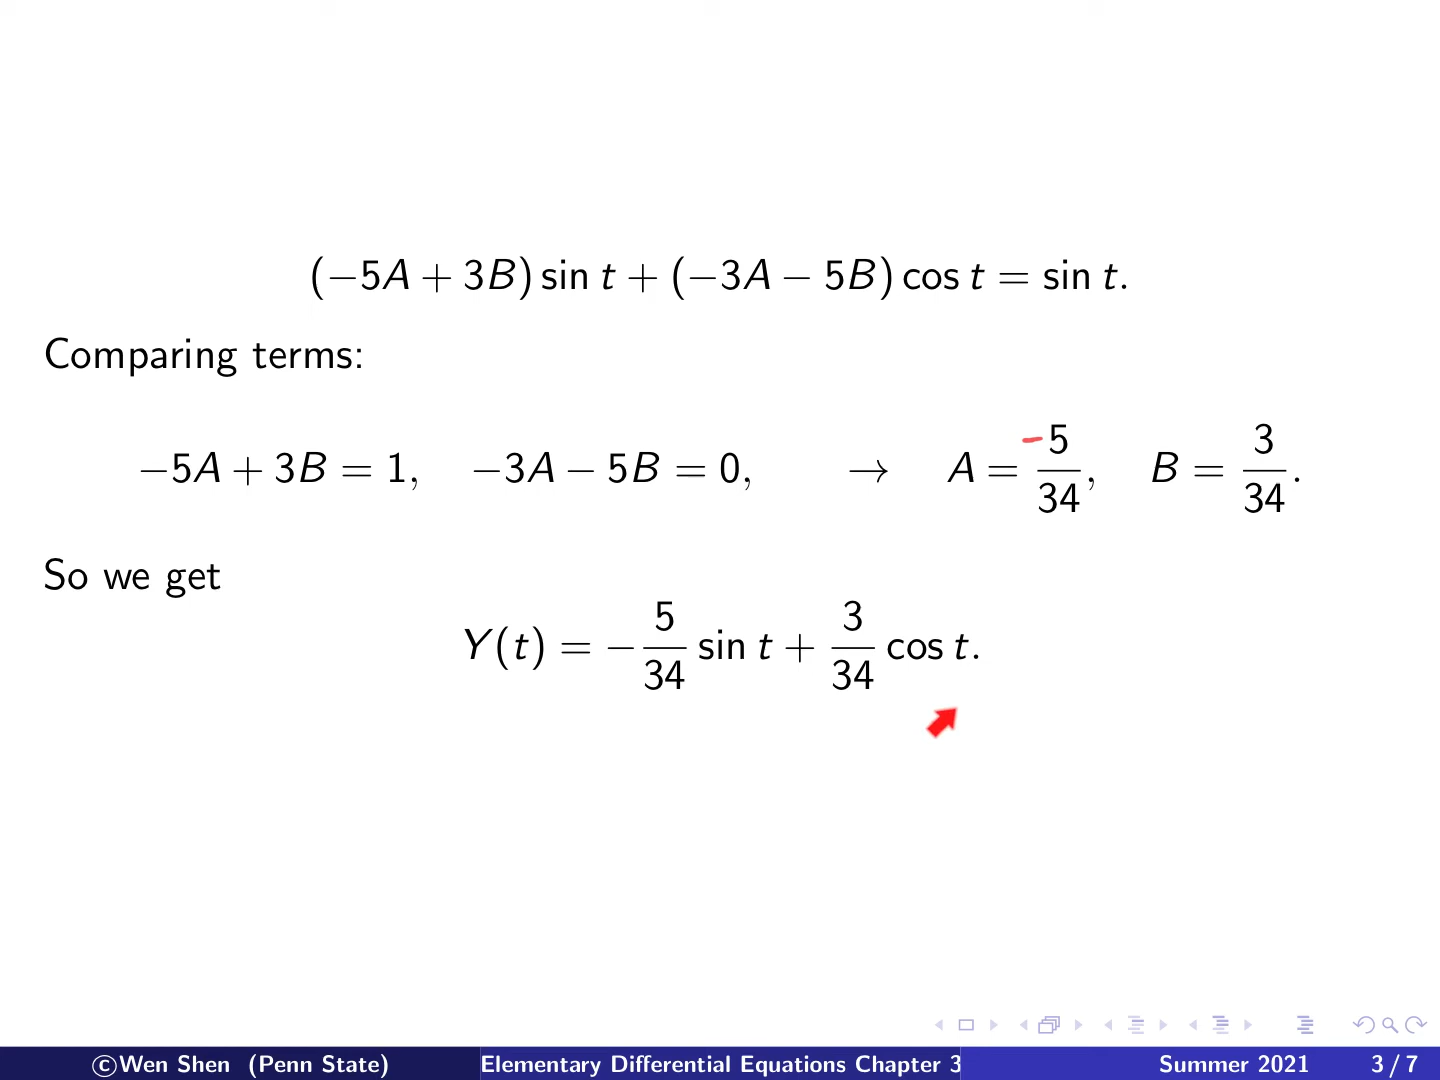 (−5A + 3B) sin t + (−3A − 5B) cos t = sin t.
Comparing terms:
−5A + 3B = 1, −3A − 5B = 0, → A = -5/34, B = 3/34.
So we get
Y(t) = −5/34 sin t + 3/34 cos t.
©Wen Shen (Penn State) Elementary Differential Equations Chapter 3 Summer 2021 3 / 7